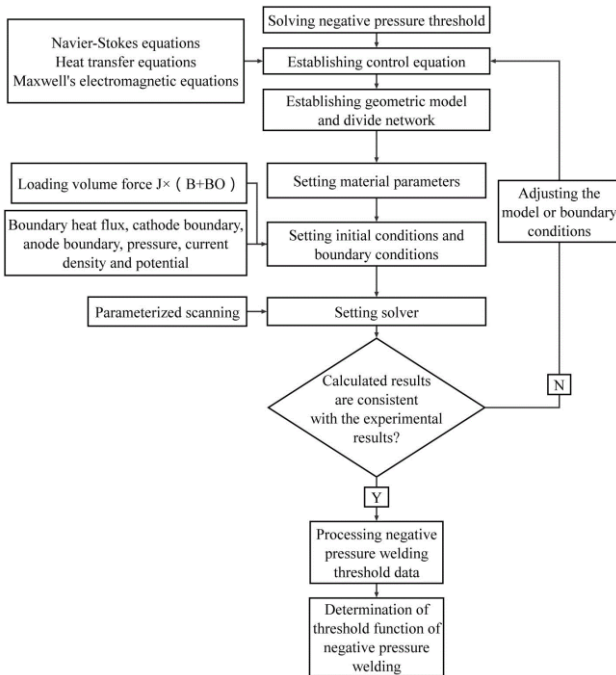 Solving negative pressure threshold
Navier-Stokes equations
Heat transfer equations
Maxwell's electromagnetic equations
Establishing control equation
Establishing geometric model
and divide network
Loading volume force J× ( B+BO )
Setting material parameters
Adjusting the
model or boundary
conditions
Boundary heat flux, cathode boundary,
anode boundary, pressure, current
density and potential
Setting initial conditions and
boundary conditions
Parameterized scanning
Setting solver
Calculated results
are consistent
with the experimental
results?
N
Y
Processing negative
pressure welding
threshold data
Determination of
threshold function of
negative pressure
welding